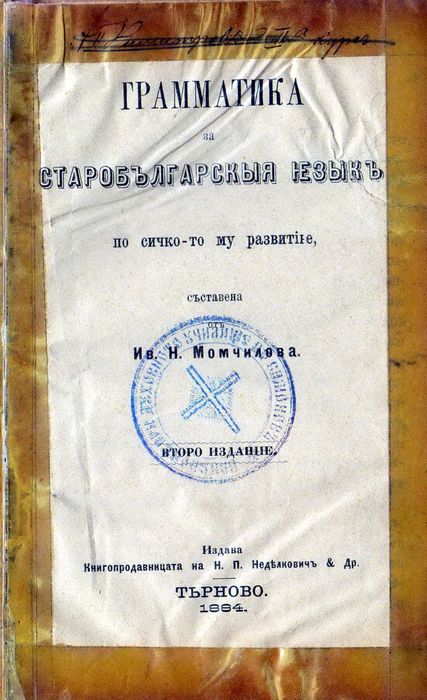 ГРАММАТИКА
за
СТАРОБЪЛГАРСКЫЯ ѤЗЫКЪ
по сичко-то му развитіѥ,
съставена
отъ
Ив. Н. Момчилова.
ВТОРО ИЗДАНІЕ.
Издава
Книгопродавницата на Н. П. Недѣлковичъ & Др.
ТЪРНОВО.
1884.